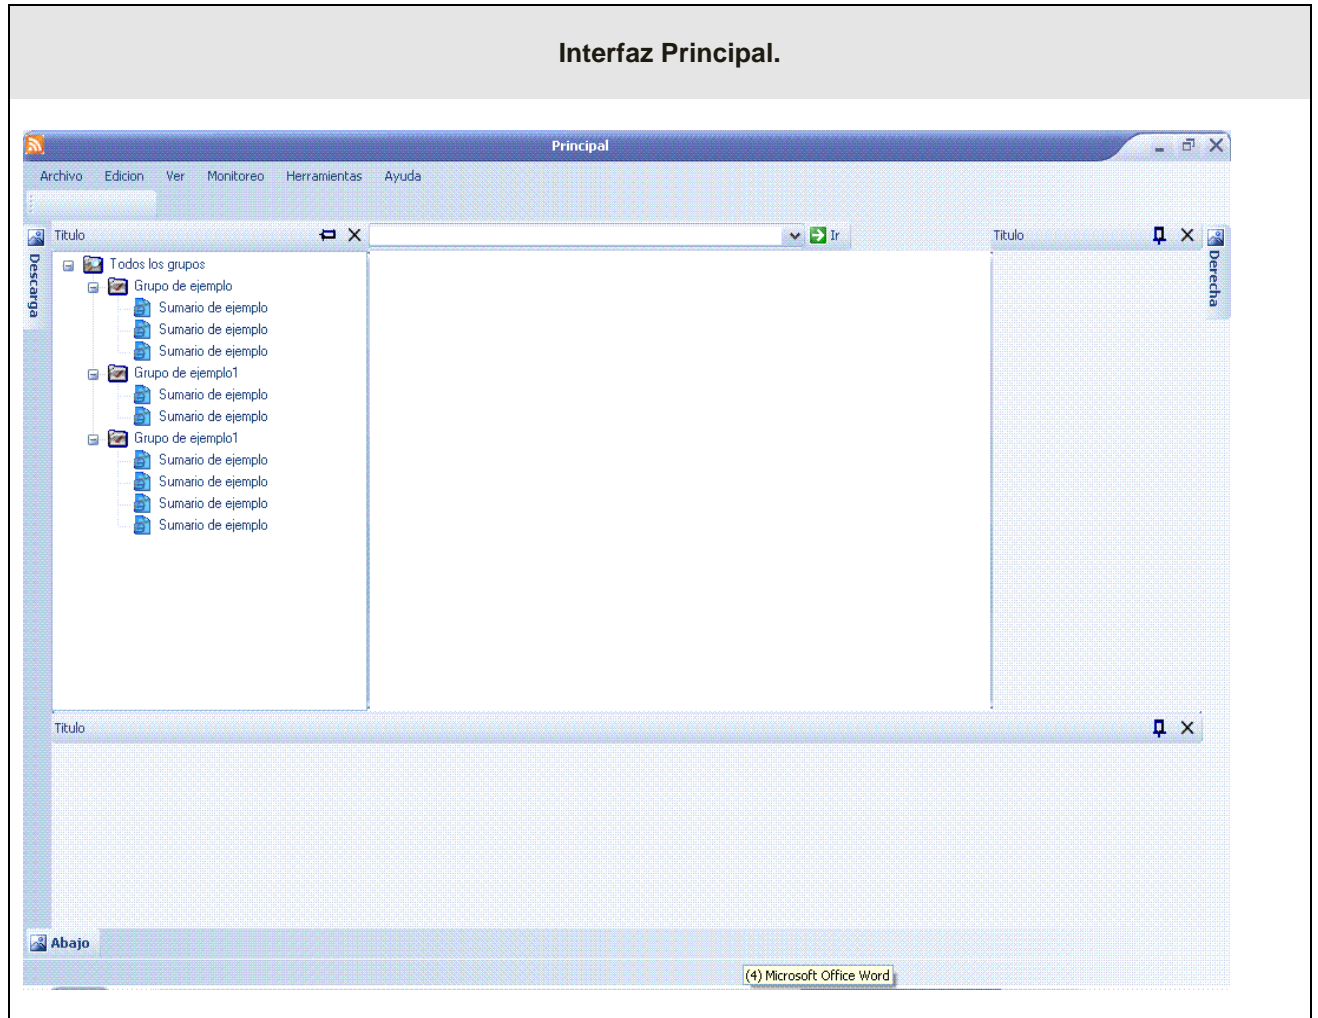 Interfaz Principal.
Principal
Archivo Edicion Ver Monitoreo Herramientas Ayuda
Titulo
Ir
Titulo
Descarga
Derecha
Todos los grupos
Grupo de ejemplo
Sumario de ejemplo
Sumario de ejemplo
Sumario de ejemplo
Grupo de ejemplo1
Sumario de ejemplo
Sumario de ejemplo
Grupo de ejemplo1
Sumario de ejemplo
Sumario de ejemplo
Sumario de ejemplo
Sumario de ejemplo
Titulo
Abajo
(4) Microsoft Office Word